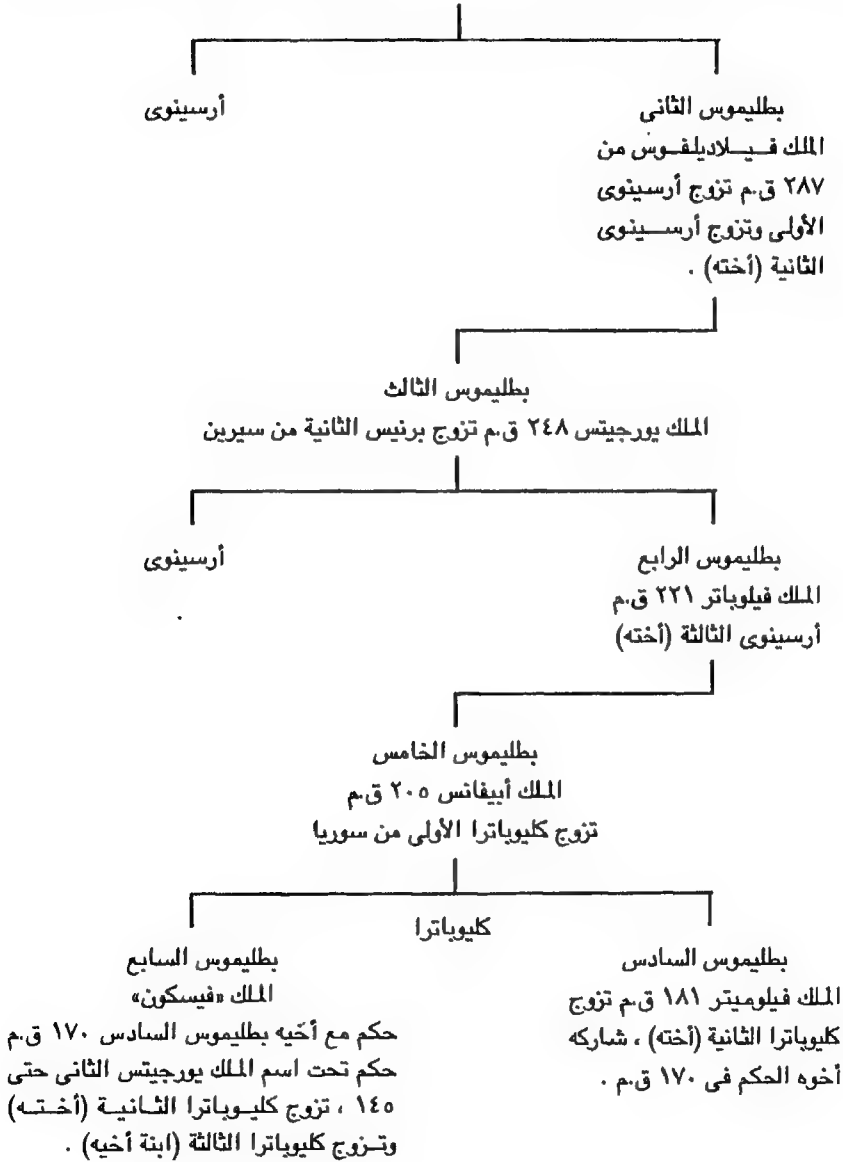 بطليموس الثاني
الملك فيلاديلفوس من
٢٨٧ ق.م تزوج أرسينوى
الأولى وتزوج أرسينوى
الثانية (أخته) .
أرسينوى
بطليموس الثالث
الملك يورجيتس ٢٤٨ ق.م تزوج برنيس الثانية من سيرين
بطليموس الرابع
الملك فيلوباتر ٢٢١ ق.م
أرسينوى الثالثة (أخته)
أرسينوى
بطليموس الخامس
الملك أبيفانس ٢٠٥ ق.م
تزوج كليوباترا الأولى من سوريا
كليوباترا
بطليموس السادس
الملك فيلوميتر ١٨١ ق.م تزوج
كليوباترا الثانية (أخته) ، شاركه
أخوه الحكم فى ١٧٠ ق.م .
بطليموس السابع
الملك «فيسكون»
حكم مع أخيه بطليموس السادس ١٧٠ ق.م
حكم تحت اسم الملك يورجيتس الثانى حتى
١٤٥ ، تزوج كليوباترا الثانية (أخته)
وتزوج كليوباترا الثالثة (ابنة أخيه) .